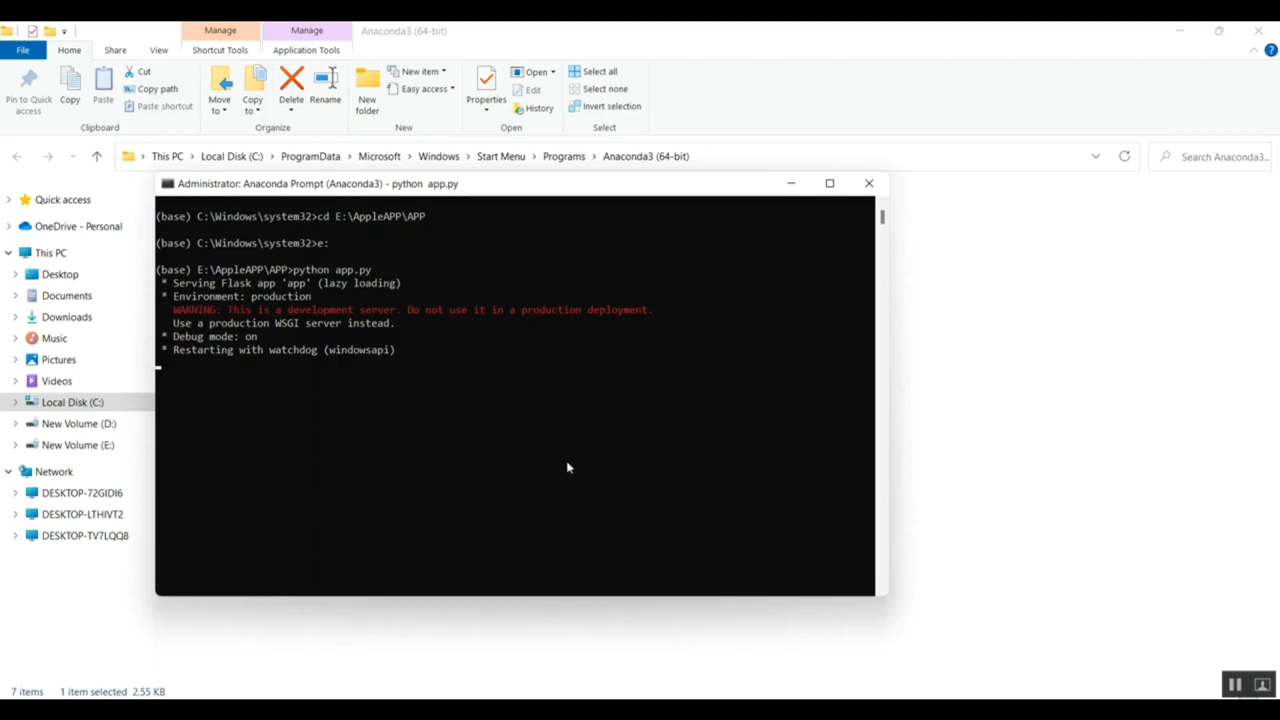 Manage
Manage
Anaconda3 (64-bit)
File
Home
Share
View
Shortcut Tools
Application Tools
Pin to Quick access
Copy
Paste
Cut
Copy path
Paste shortcut
Clipboard
Move to
Copy to
Delete
Rename
Organize
New folder
New item
Easy access
New
Properties
Open
Edit
History
Open
Select all
Select none
Invert selection
Select
This PC > Local Disk (C:) > ProgramData > Microsoft > Windows > Start Menu > Programs > Anaconda3 (64-bit)
Search Anaconda3...
Quick access
OneDrive - Personal
This PC
Desktop
Documents
Downloads
Music
Pictures
Videos
Local Disk (C:)
New Volume (D:)
New Volume (E:)
Network
DESKTOP-72GIDI6
DESKTOP-LTHIVT2
DESKTOP-TV7LQQ8
Administrator: Anaconda Prompt (Anaconda3) - python  app.py
(base) C:\Windows\system32>cd E:\AppleAPP\APP
(base) C:\Windows\system32>e:
(base) E:\AppleAPP\APP>python app.py
* Serving Flask app 'app' (lazy loading)
* Environment: production
WARNING: This is a development server. Do not use it in a production deployment.
Use a production WSGI server instead.
* Debug mode: on
* Restarting with watchdog (windowsapi)
7 items
1 item selected 2.55 KB